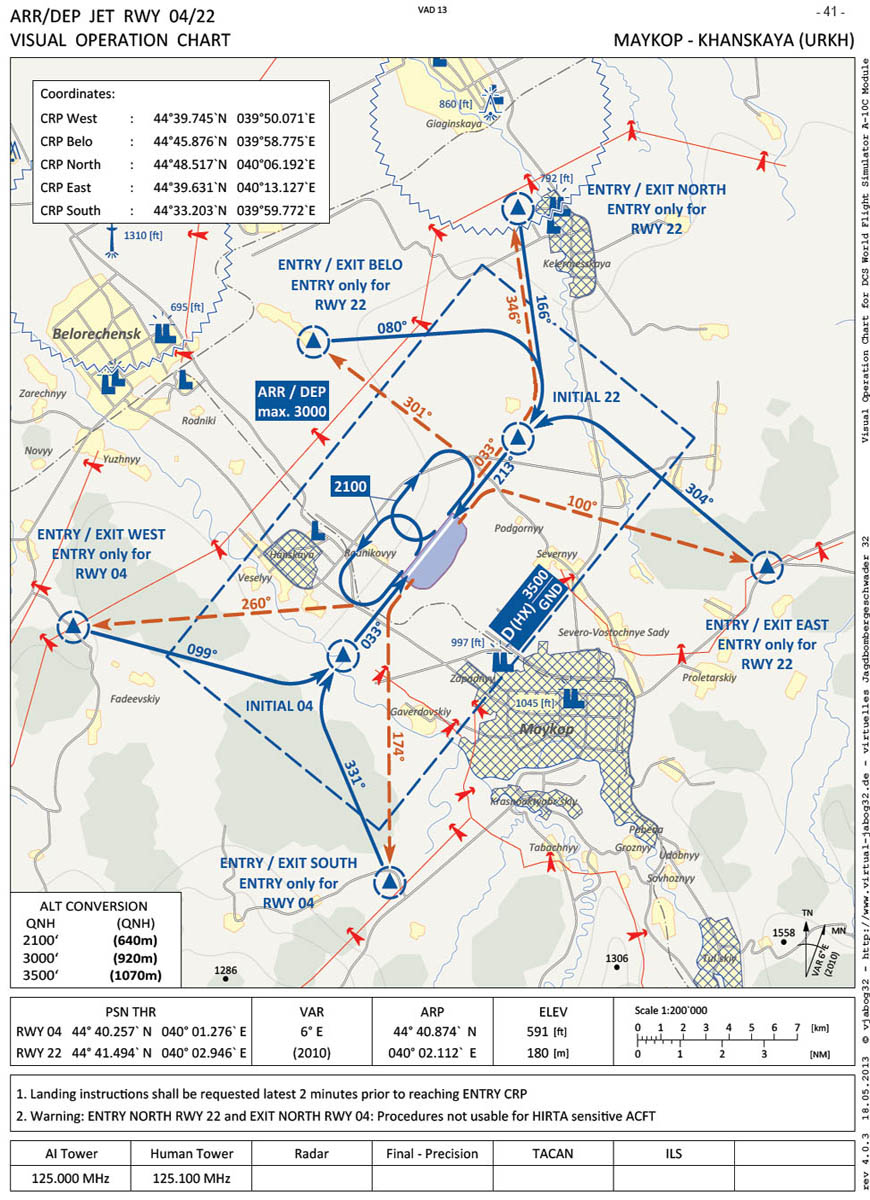 ARR/DEP JET RWY 04/22
VAD 13
- 41 -
VISUAL OPERATION CHART
MAYKOP - KHANSKAYA (URKH)
Coordinates:
CRP West : 44°39.745`N 039°50.071`E
CRP Belo : 44°45.876`N 039°58.775`E
CRP North : 44°48.517`N 040°06.192`E
CRP East : 44°39.631`N 040°13.127`E
CRP South : 44°33.203`N 039°59.772`E
860 [ft]
Giaginskaya
792 [ft]
ENTRY / EXIT NORTH
ENTRY only for
RWY 22
1310 [ft]
Kelermesskaya
ENTRY / EXIT BELO
ENTRY only for
RWY 22
346°
166°
695 [ft]
Belorechensk
080°
ARR / DEP
max. 3000
301°
INITIAL 22
Zarechnyy
Rodniki
033°
213°
Novyy
Yuzhnyy
2100
304°
100°
ENTRY / EXIT WEST
ENTRY only for
RWY 04
Podgornyy
Hanskaya
Rodnikovyy
Severnyy
Veselyy
260°
D(HX) 3500
GND
033°
ENTRY / EXIT EAST
ENTRY only for
RWY 22
Severo-Vostochnye Sady
997 [ft]
099°
Zapadnyy
Proletarskiy
Fadeevskiy
INITIAL 04
1045 [ft]
Gaverdovskiy
Maykop
174°
331°
Krasnooktyabr'skiy
Pobeda
Tabachnyy
Groznyy
Udobnyy
Sovhoznyy
ENTRY / EXIT SOUTH
ENTRY only for
RWY 04
ALT CONVERSION
QNH (QNH)
2100‘ (640m)
3000‘ (920m)
3500‘ (1070m)
1286
1306
1558
Tul'skiy
TN
MN
VAR 6°E
(2010)
PSN THR
RWY 04 44° 40.257` N 040° 01.276` E
RWY 22 44° 41.494` N 040° 02.946` E
VAR
6° E
(2010)
ARP
44° 40.874` N
040° 02.112` E
ELEV
591 [ft]
180 [m]
Scale 1:200`000
0 1 2 3 4 5 6 7 [km]
0 1 2 3 [NM]
1. Landing instructions shall be requested latest 2 minutes prior to reaching ENTRY CRP
2. Warning: ENTRY NORTH RWY 22 and EXIT NORTH RWY 04: Procedures not usable for HIRTA sensitive ACFT
AI Tower Human Tower Radar Final - Precision TACAN ILS
125.000 MHz 125.100 MHz
rev 4.0.3 18.05.2013 © vjabog32 - http://www.virtual-jabog32.de - virtuelles Jagdbombergeschwader 32
Visual Operation Chart for DCS World Flight Simulator A-10C Module